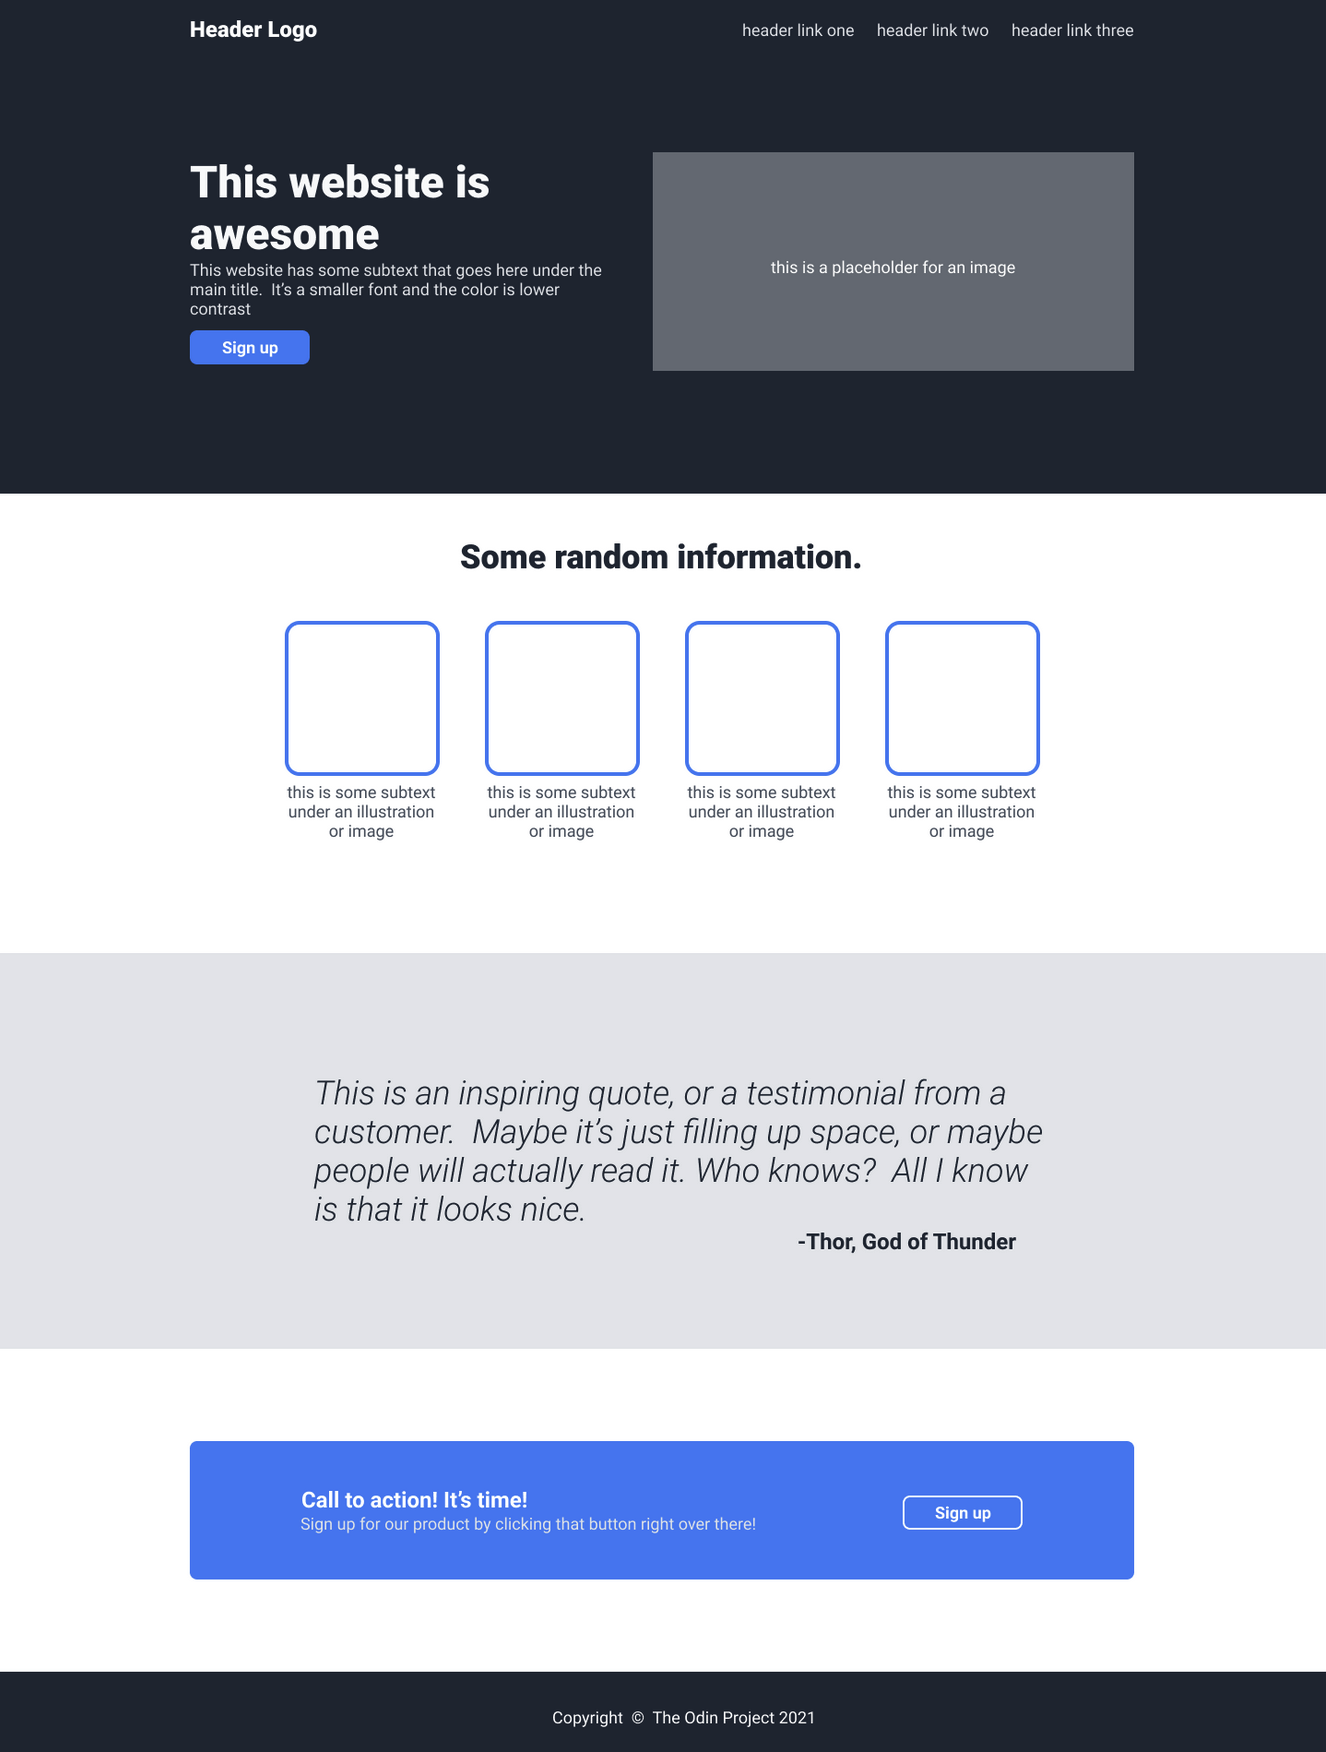 Header Logo
header link one
header link two
header link three
This website is
awesome
This website has some subtext that goes here under the
main title.  It’s a smaller font and the color is lower
contrast
Sign up
this is a placeholder for an image
Some random information.
this is some subtext
under an illustration
or image
this is some subtext
under an illustration
or image
this is some subtext
under an illustration
or image
this is some subtext
under an illustration
or image
This is an inspiring quote, or a testimonial from a
customer.  Maybe it’s just filling up space, or maybe
people will actually read it. Who knows?  All I know
is that it looks nice.
-Thor, God of Thunder
Call to action! It’s time!
Sign up for our product by clicking that button right over there!
Sign up
Copyright © The Odin Project 2021